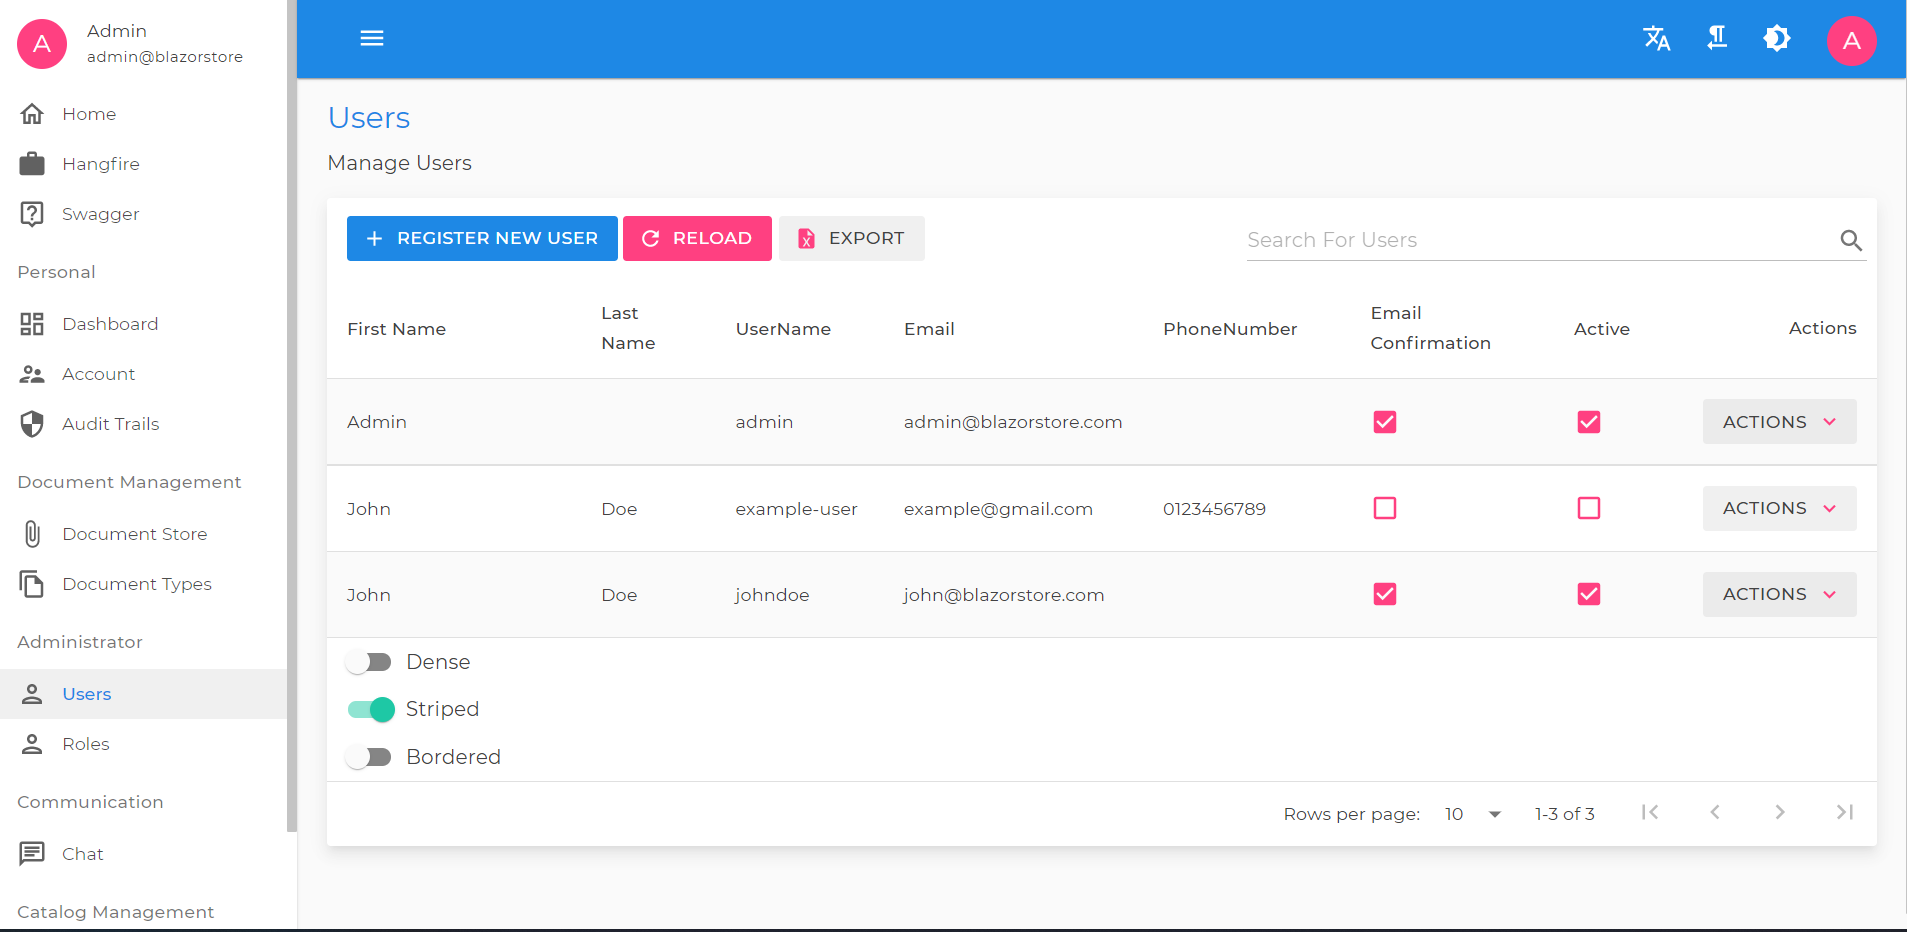 A
Admin
admin@blazorstore
Home
Hangfire
Swagger
Personal
Dashboard
Account
Audit Trails
Document Management
Document Store
Document Types
Administrator
Users
Roles
Communication
Chat
Catalog Management
A
Users
Manage Users
REGISTER NEW USER RELOAD EXPORT Search For Users
First Name Last Name UserName Email PhoneNumber Email Confirmation Active Actions
Admin admin admin@blazorstore.com ACTIONS
John Doe example-user example@gmail.com 0123456789 ACTIONS
John Doe johndoe john@blazorstore.com ACTIONS
Dense
Striped
Bordered
Rows per page: 10 1-3 of 3